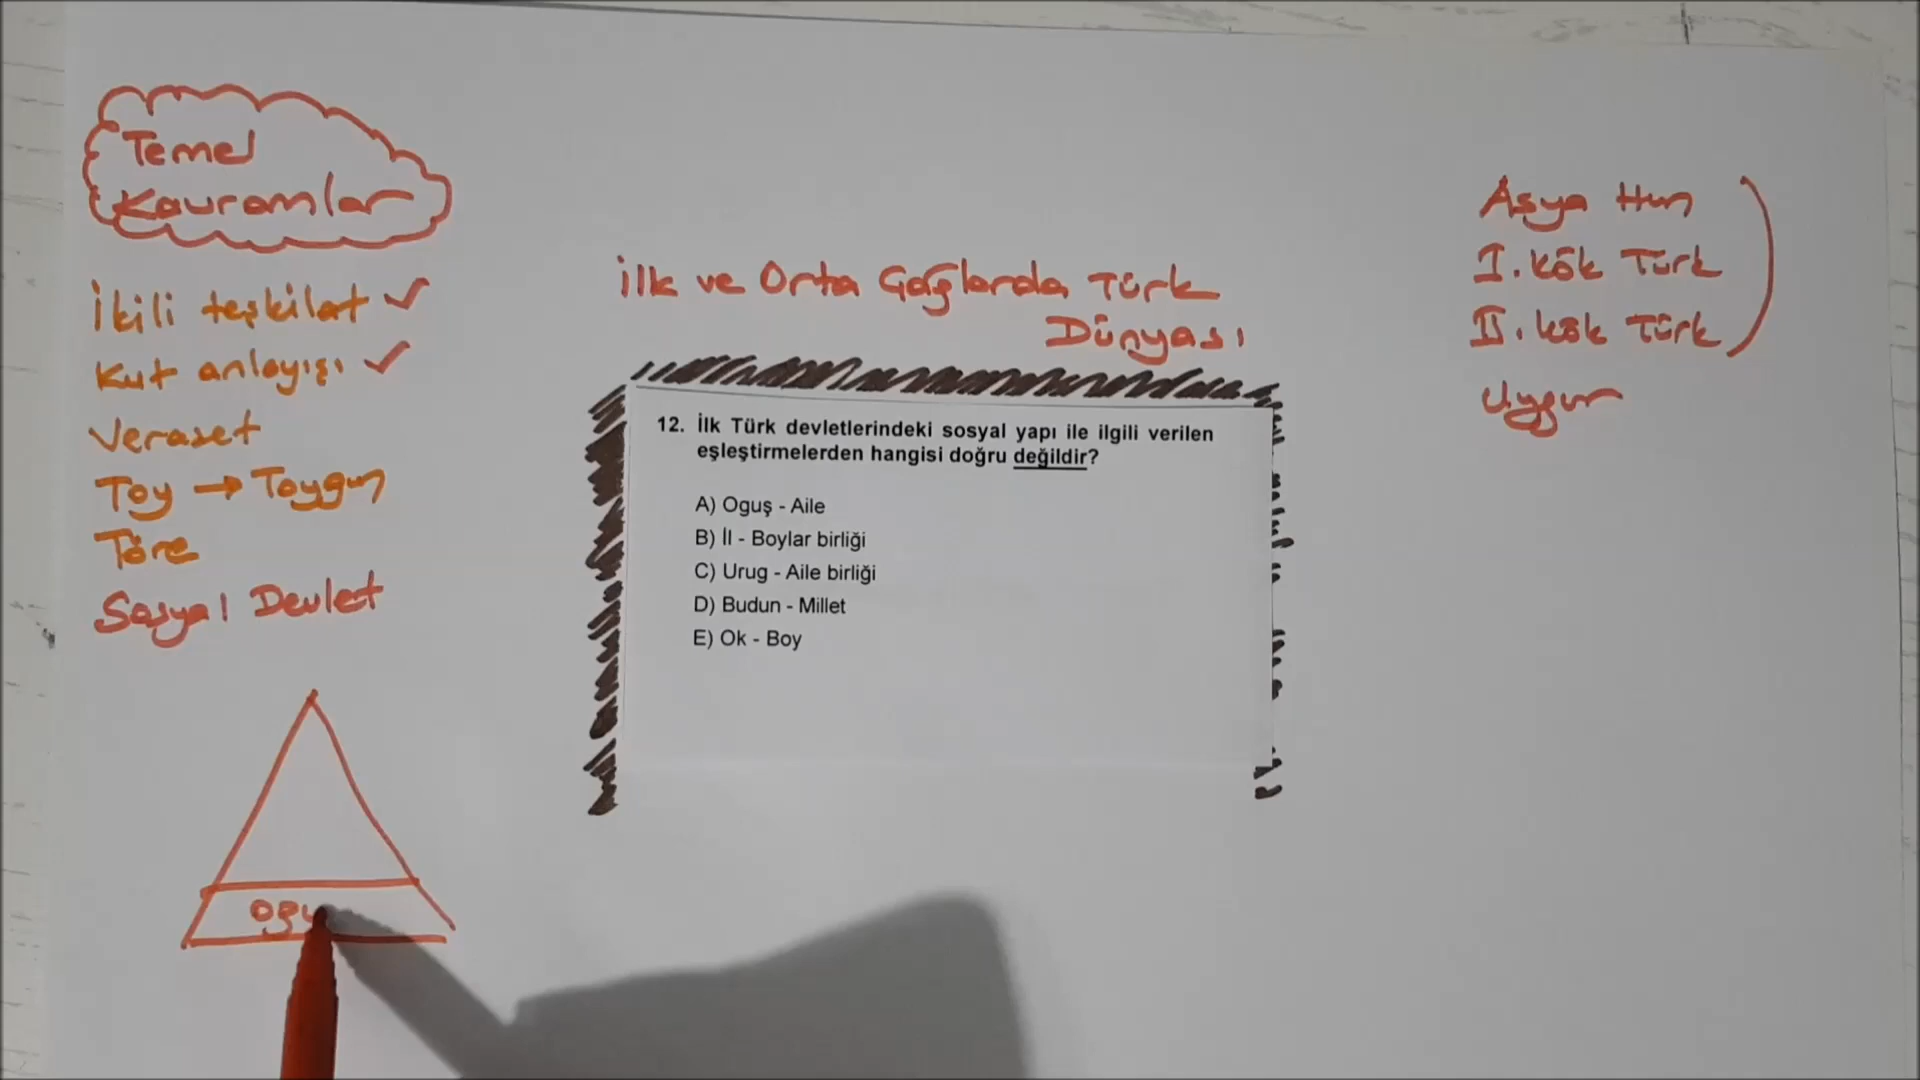 Temel
Kavramlar
İkili teşkilat
Kut anlayışı
Veraset
Toy → Toygun
Töre
Sosyal Devlet
İlk ve Orta Çağlarda Türk
Dünyası
12. İlk Türk devletlerindeki sosyal yapı ile ilgili verilen
eşleştirmelerden hangisi doğru değildir?
A) Oguş - Aile
B) İl - Boylar birliği
C) Urug - Aile birliği
D) Budun - Millet
E) Ok - Boy
Asya Hun
I. Kök Türk
II. Kök Türk
Uygur
Oğu